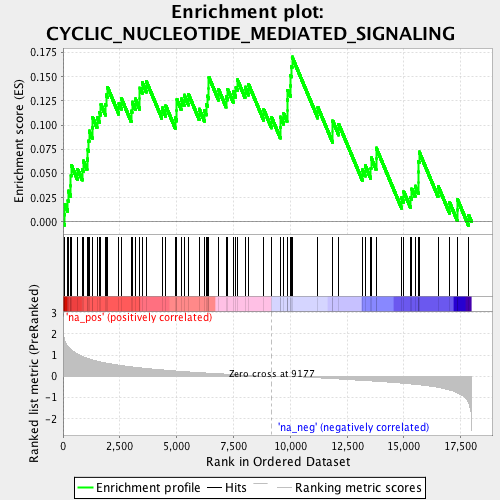 Enrichment plot:
CYCLIC_NUCLEOTIDE_MEDIATED_SIGNALING
Enrichment score (ES)
0.175
0.150
0.125
0.100
0.075
0.050
0.025
0.000
'na_pos' (positively correlated)
Ranked list metric (PreRanked)
3
2
1
0
-1
-2
Zero cross at 9177
'na_neg' (negatively correlated)
0
2,500
5,000
7,500
10,000
12,500
15,000
17,500
Rank in Ordered Dataset
Enrichment profile
Hits
Ranking metric scores